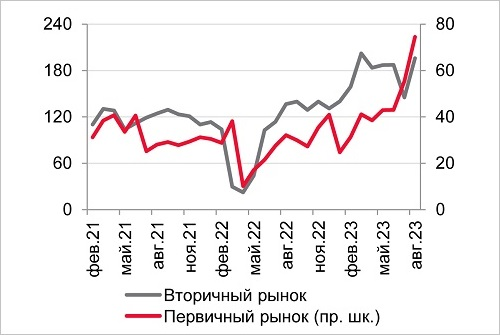 240
180
120
60
0
80
60
40
20
0
фев.21
май.21
авг.21
ноя.21
фев.22
май.22
авг.22
ноя.22
фев.23
май.23
авг.23
Вторичный рынок
Первичный рынок (пр. шк.)